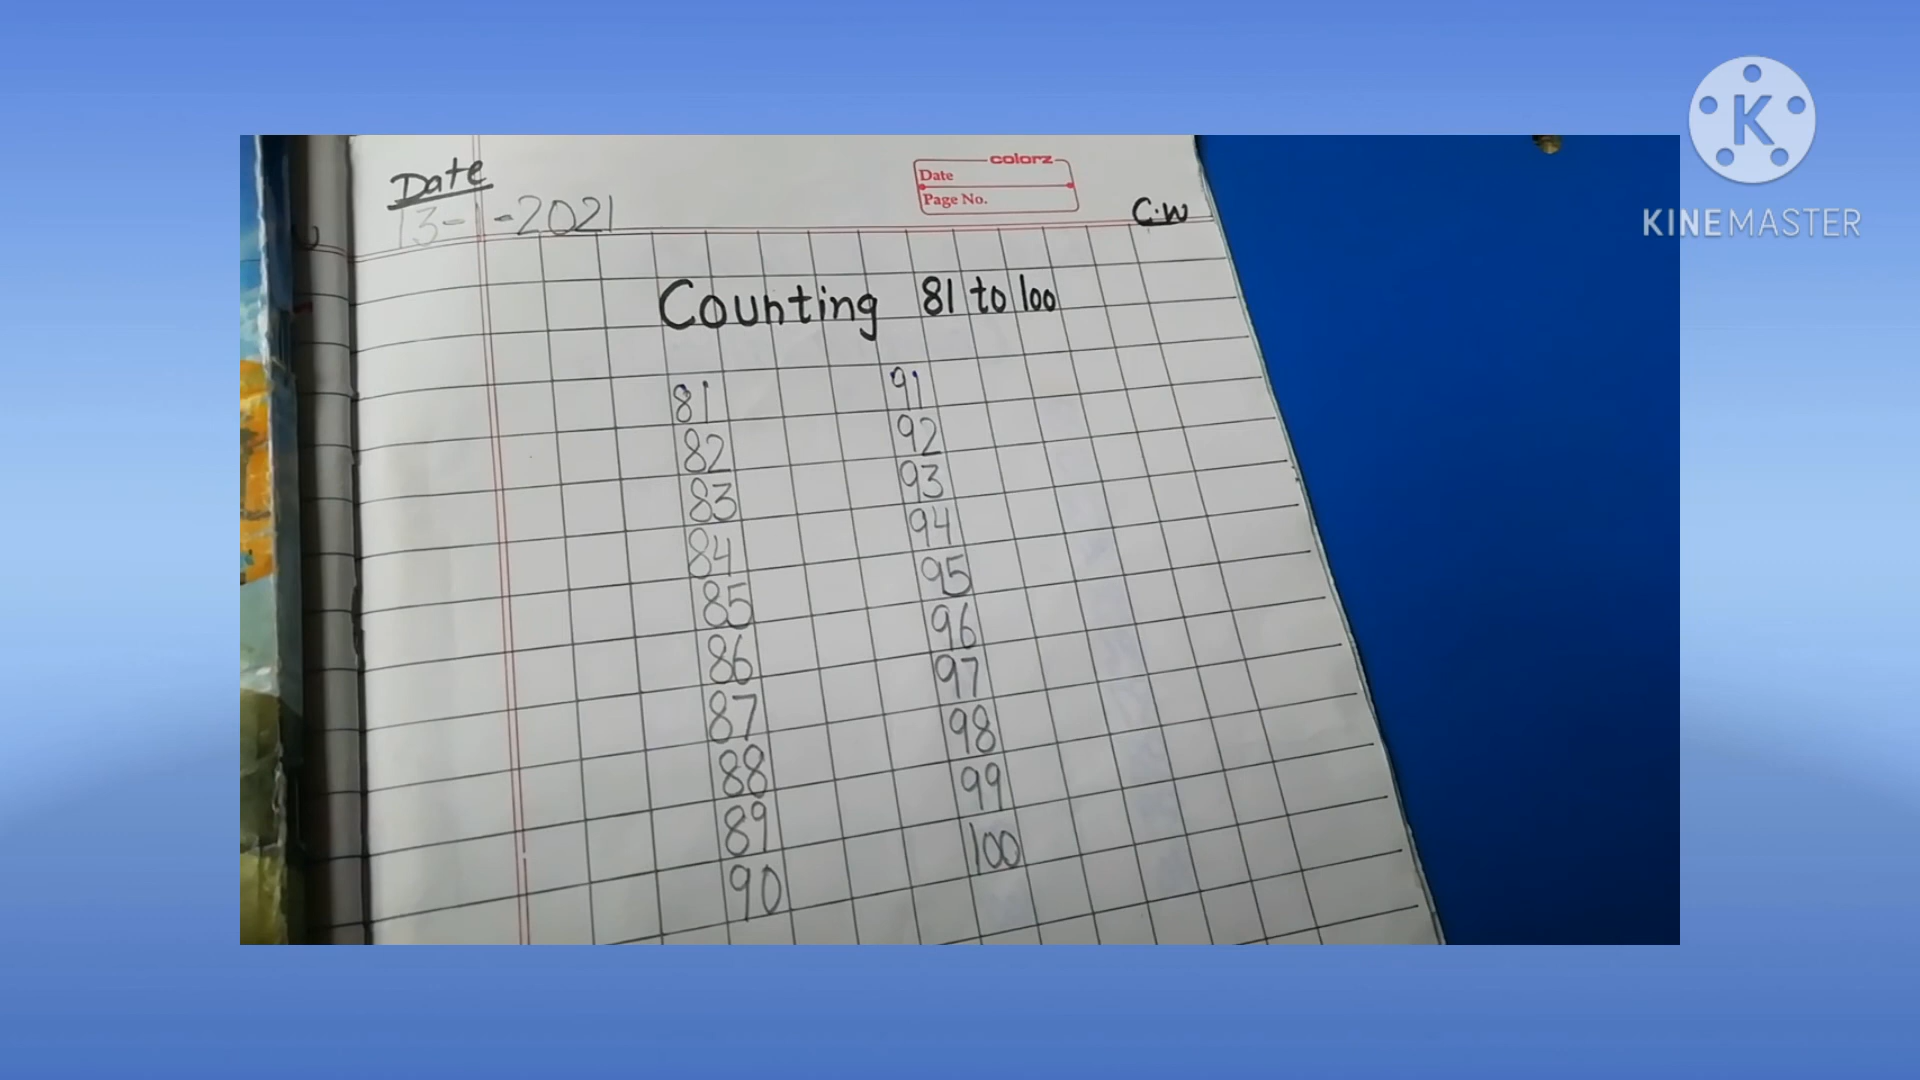 Date
13-1-2021
colorz
Date
Page No.
C.W
Counting 81 to 100
81
82
83
84
85
86
87
88
89
90
91
92
93
94
95
96
97
98
99
100
K
KINEMASTER